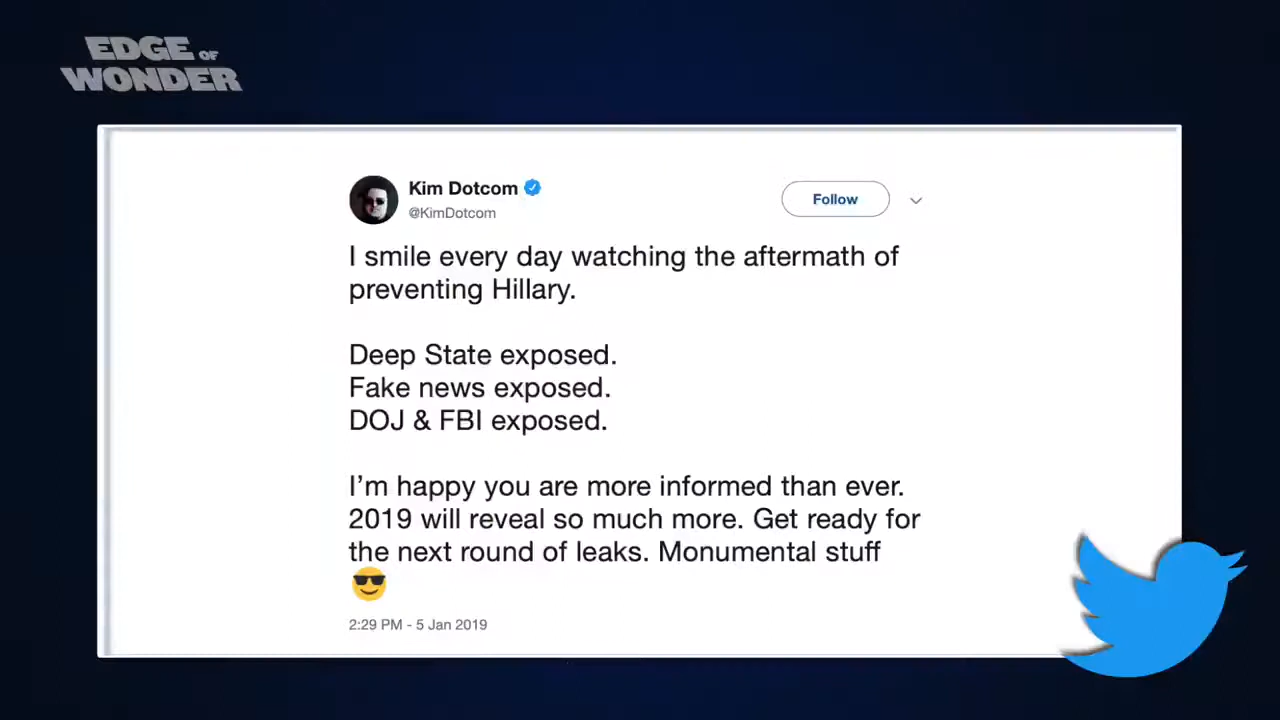 EDGE OF
WONDER
Kim Dotcom
@KimDotcom
Follow
I smile every day watching the aftermath of
preventing Hillary.
Deep State exposed.
Fake news exposed.
DOJ & FBI exposed.
I’m happy you are more informed than ever.
2019 will reveal so much more. Get ready for
the next round of leaks. Monumental stuff
😎
2:29 PM - 5 Jan 2019